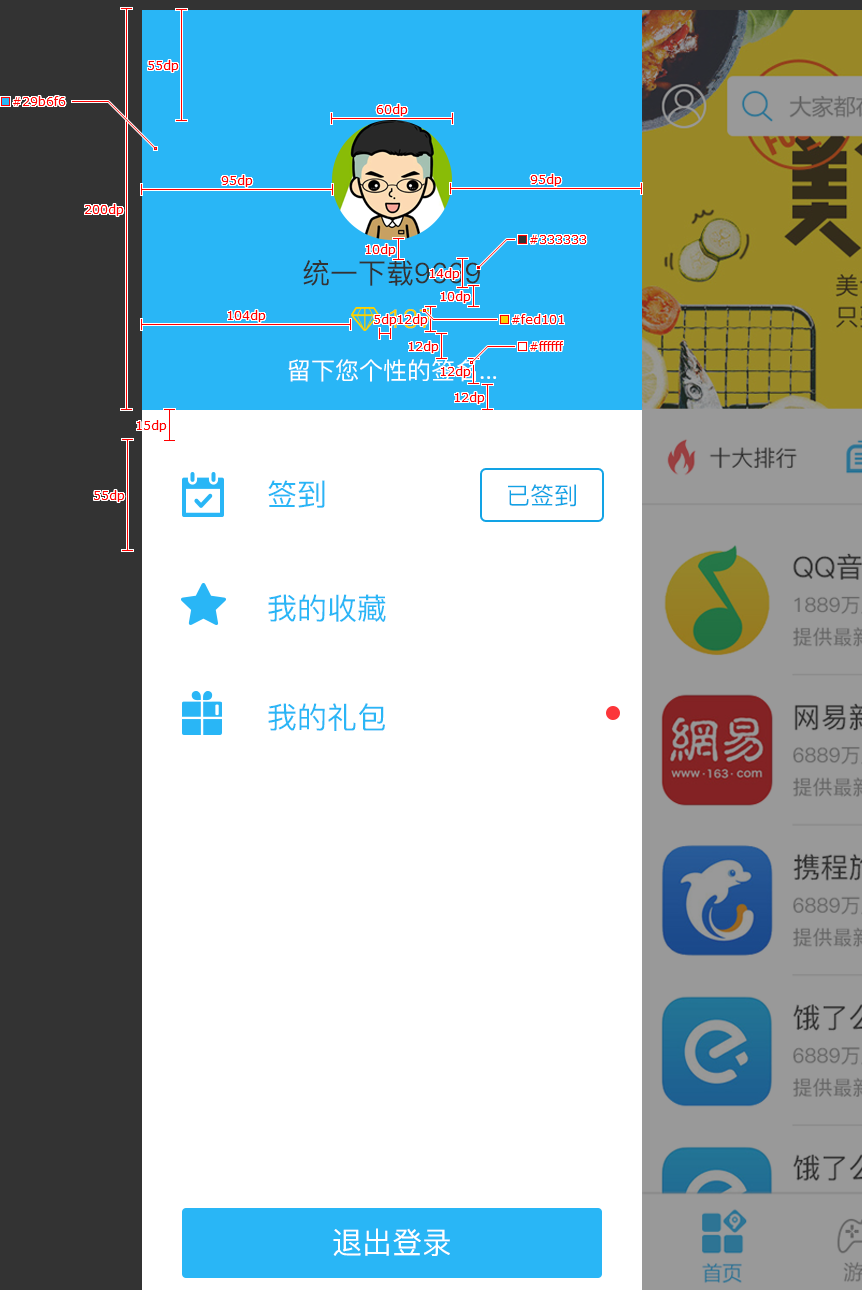 55dp
#29b6f6
60dp
95dp
95dp
200dp
10dp
#333333
14dp
统一下载9639
10dp
104dp
5dp
12dp
#fed101
12dp
#ffffff
12dp
留下您个性的签名...
12dp
15dp
55dp
签到
已签到
我的收藏
我的礼包
退出登录
大家都在
FOOD
美
美食
只
十大排行
QQ音
1889万
提供最新
网易新
網易
www·163·com
6889万
提供最新
携程旅
6889万
提供最新
饿了么
6889万
提供最新
饿了么
首页
游